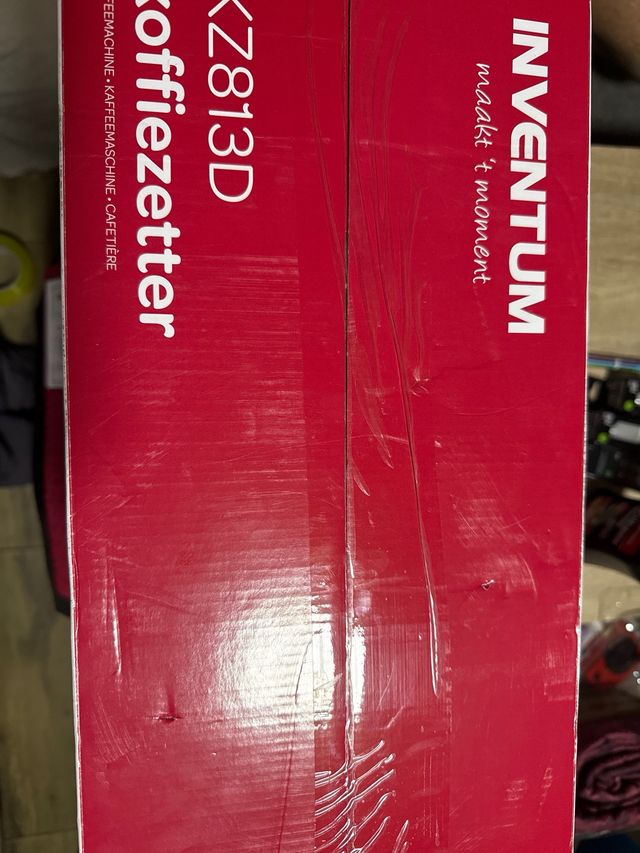 INVENTUM
maakt 't moment
KZ813D
koffiezetter
FEEMACHINE • KAFFEEMASCHINE • CAFETIÈRE